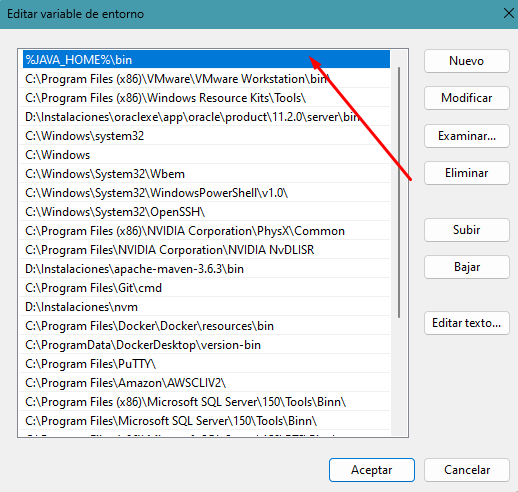 Editar variable de entorno
%JAVA_HOME%\bin
C:\Program Files (x86)\VMware\VMware Workstation\bin\
C:\Program Files (x86)\Windows Resource Kits\Tools\
D:\Instalaciones\oraclexe\app\oracle\product\11.2.0\server\bin
C:\Windows\system32
C:\Windows
C:\Windows\System32\Wbem
C:\Windows\System32\WindowsPowerShell\v1.0\
C:\Windows\System32\OpenSSH\
C:\Program Files (x86)\NVIDIA Corporation\PhysX\Common
C:\Program Files\NVIDIA Corporation\NVIDIA NvDLISR
D:\Instalaciones\apache-maven-3.6.3\bin
C:\Program Files\Git\cmd
D:\Instalaciones\nvm
C:\Program Files\Docker\Docker\resources\bin
C:\ProgramData\DockerDesktop\version-bin
C:\Program Files\PuTTY\
C:\Program Files\Amazon\AWSCLIV2\
C:\Program Files (x86)\Microsoft SQL Server\150\Tools\Binn\
C:\Program Files\Microsoft SQL Server\150\Tools\Binn\
Nuevo
Modificar
Examinar...
Eliminar
Subir
Bajar
Editar texto...
Aceptar
Cancelar